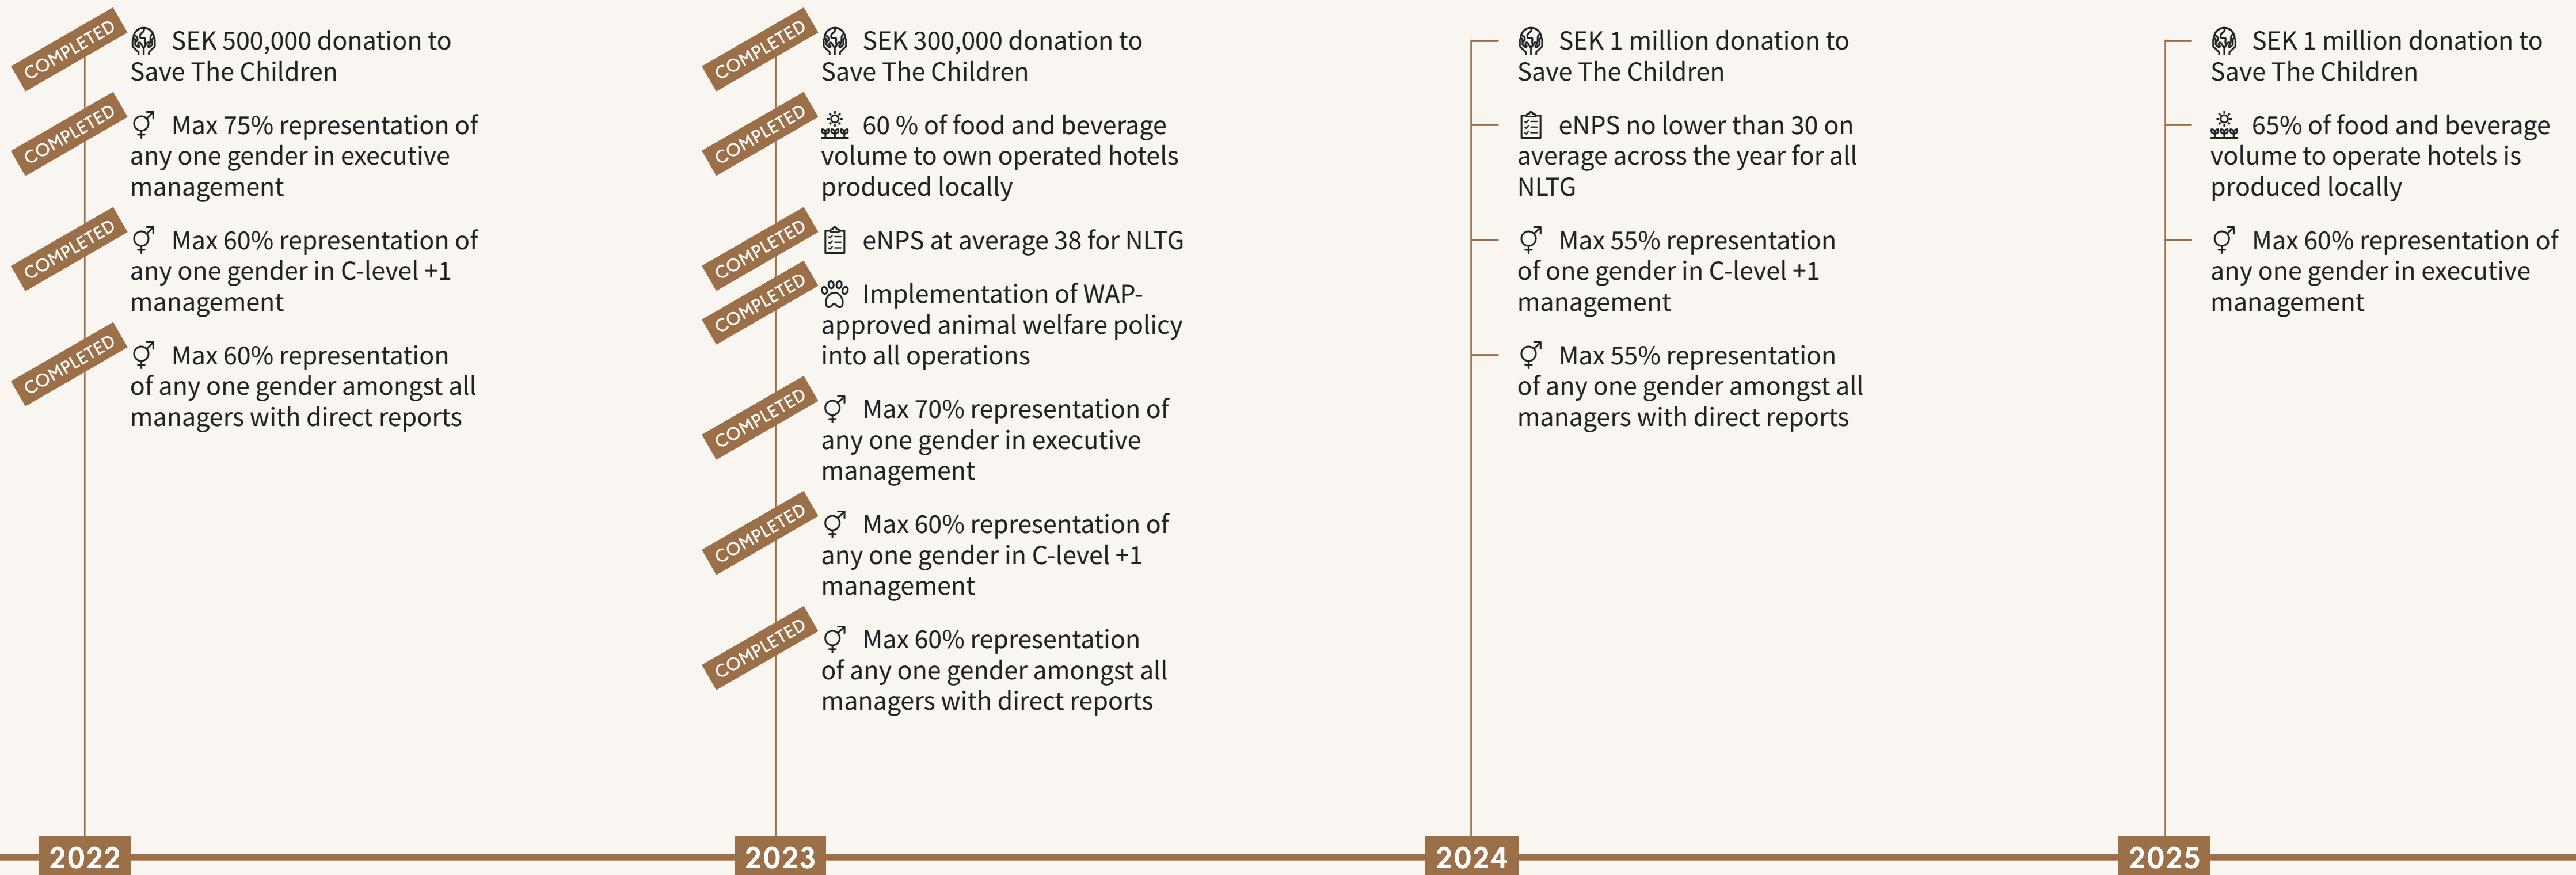 COMPLETED
SEK 500,000 donation to
Save The Children
COMPLETED
Max 75% representation of
any one gender in executive
management
COMPLETED
Max 60% representation of
any one gender in C-level +1
management
COMPLETED
Max 60% representation
of any one gender amongst all
managers with direct reports
2022
COMPLETED
SEK 300,000 donation to
Save The Children
COMPLETED
60 % of food and beverage
volume to own operated hotels
produced locally
COMPLETED
eNPS at average 38 for NLTG
COMPLETED
Implementation of WAP-
approved animal welfare policy
into all operations
COMPLETED
Max 70% representation of
any one gender in executive
management
COMPLETED
Max 60% representation of
any one gender in C-level +1
management
COMPLETED
Max 60% representation
of any one gender amongst all
managers with direct reports
2023
SEK 1 million donation to
Save The Children
eNPS no lower than 30 on
average across the year for all
NLTG
Max 55% representation
of one gender in C-level +1
management
Max 55% representation
of any one gender amongst all
managers with direct reports
2024
SEK 1 million donation to
Save The Children
65% of food and beverage
volume to operate hotels is
produced locally
Max 60% representation of
any one gender in executive
management
2025